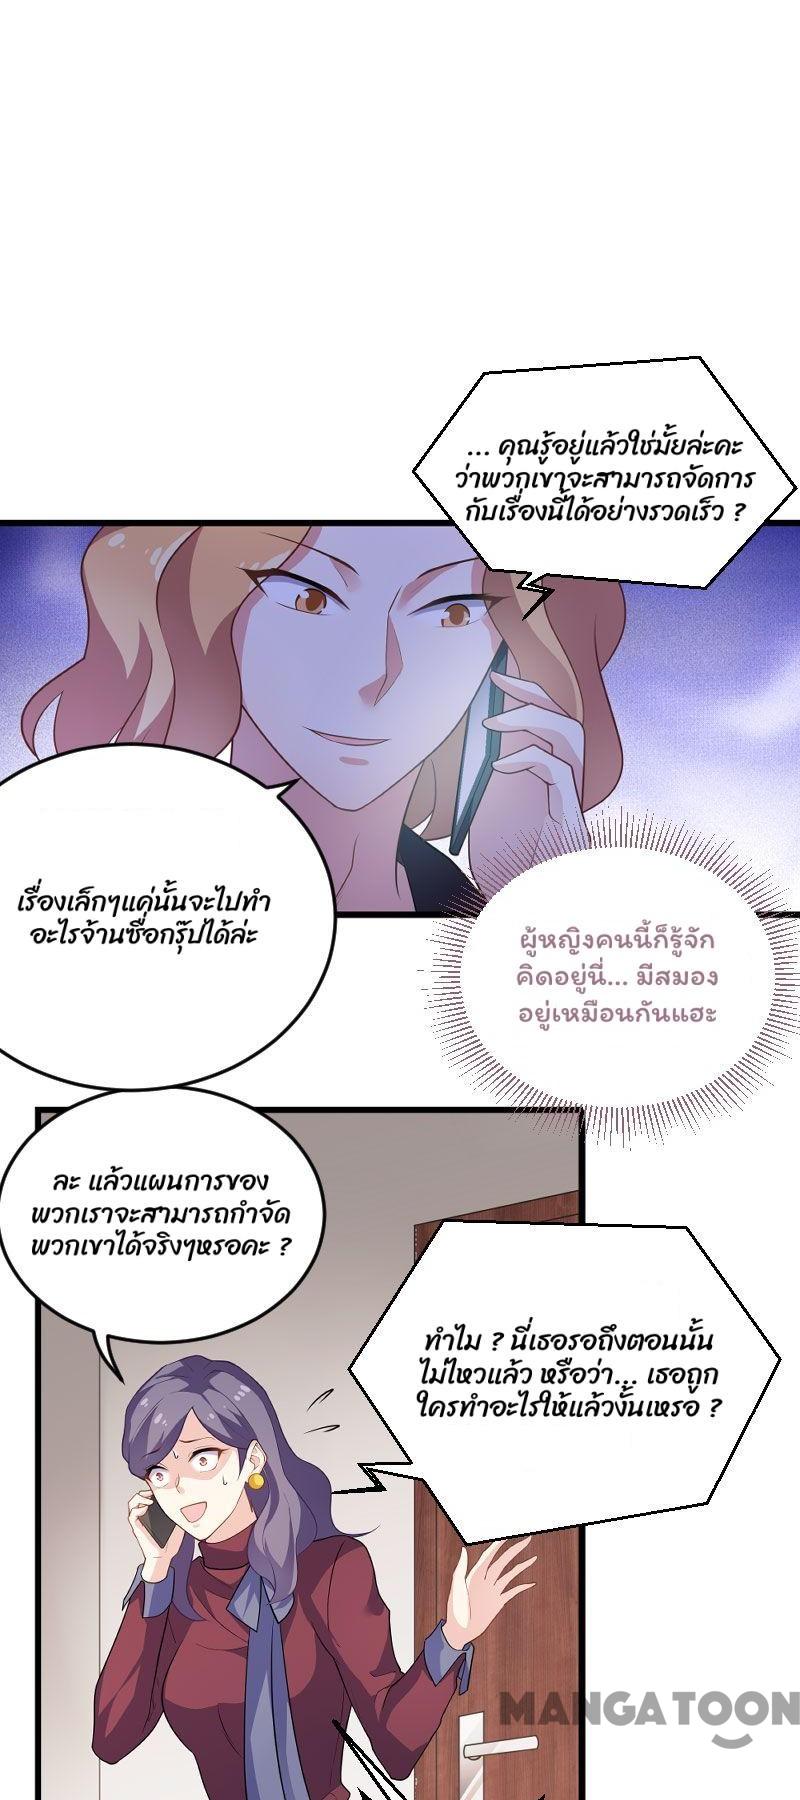 ... คุณรู้อยู่แล้วใช่มั้ยล่ะคะ
ว่าพวกเขาจะสามารถจัดการ
กับเรื่องนี้ได้อย่างรวดเร็ว ?
เรื่องเล็กๆแค่นั้นจะไปทำ
อะไรจ้านซื่อกรุ๊ปได้ล่ะ
ผู้หญิงคนนี้ก็รู้จัก
คิดอยู่นี่... มีสมอง
อยู่เหมือนกันแฮะ
ละ แล้วแผนการของ
พวกเราจะสามารถกำจัด
พวกเขาได้จริงๆหรอคะ ?
ทำไม ? นี่เธอรอถึงตอนนั้น
ไม่ไหวแล้ว หรือว่า... เธอถูก
ใครทำอะไรให้แล้วงั้นเหรอ ?
MANGATOON